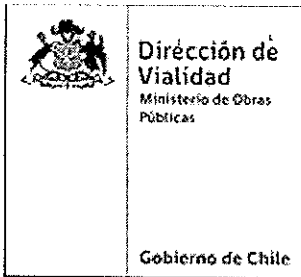 Dirección de
Vialidad
Ministerio de Obras
Públicas
Gobierno de Chile